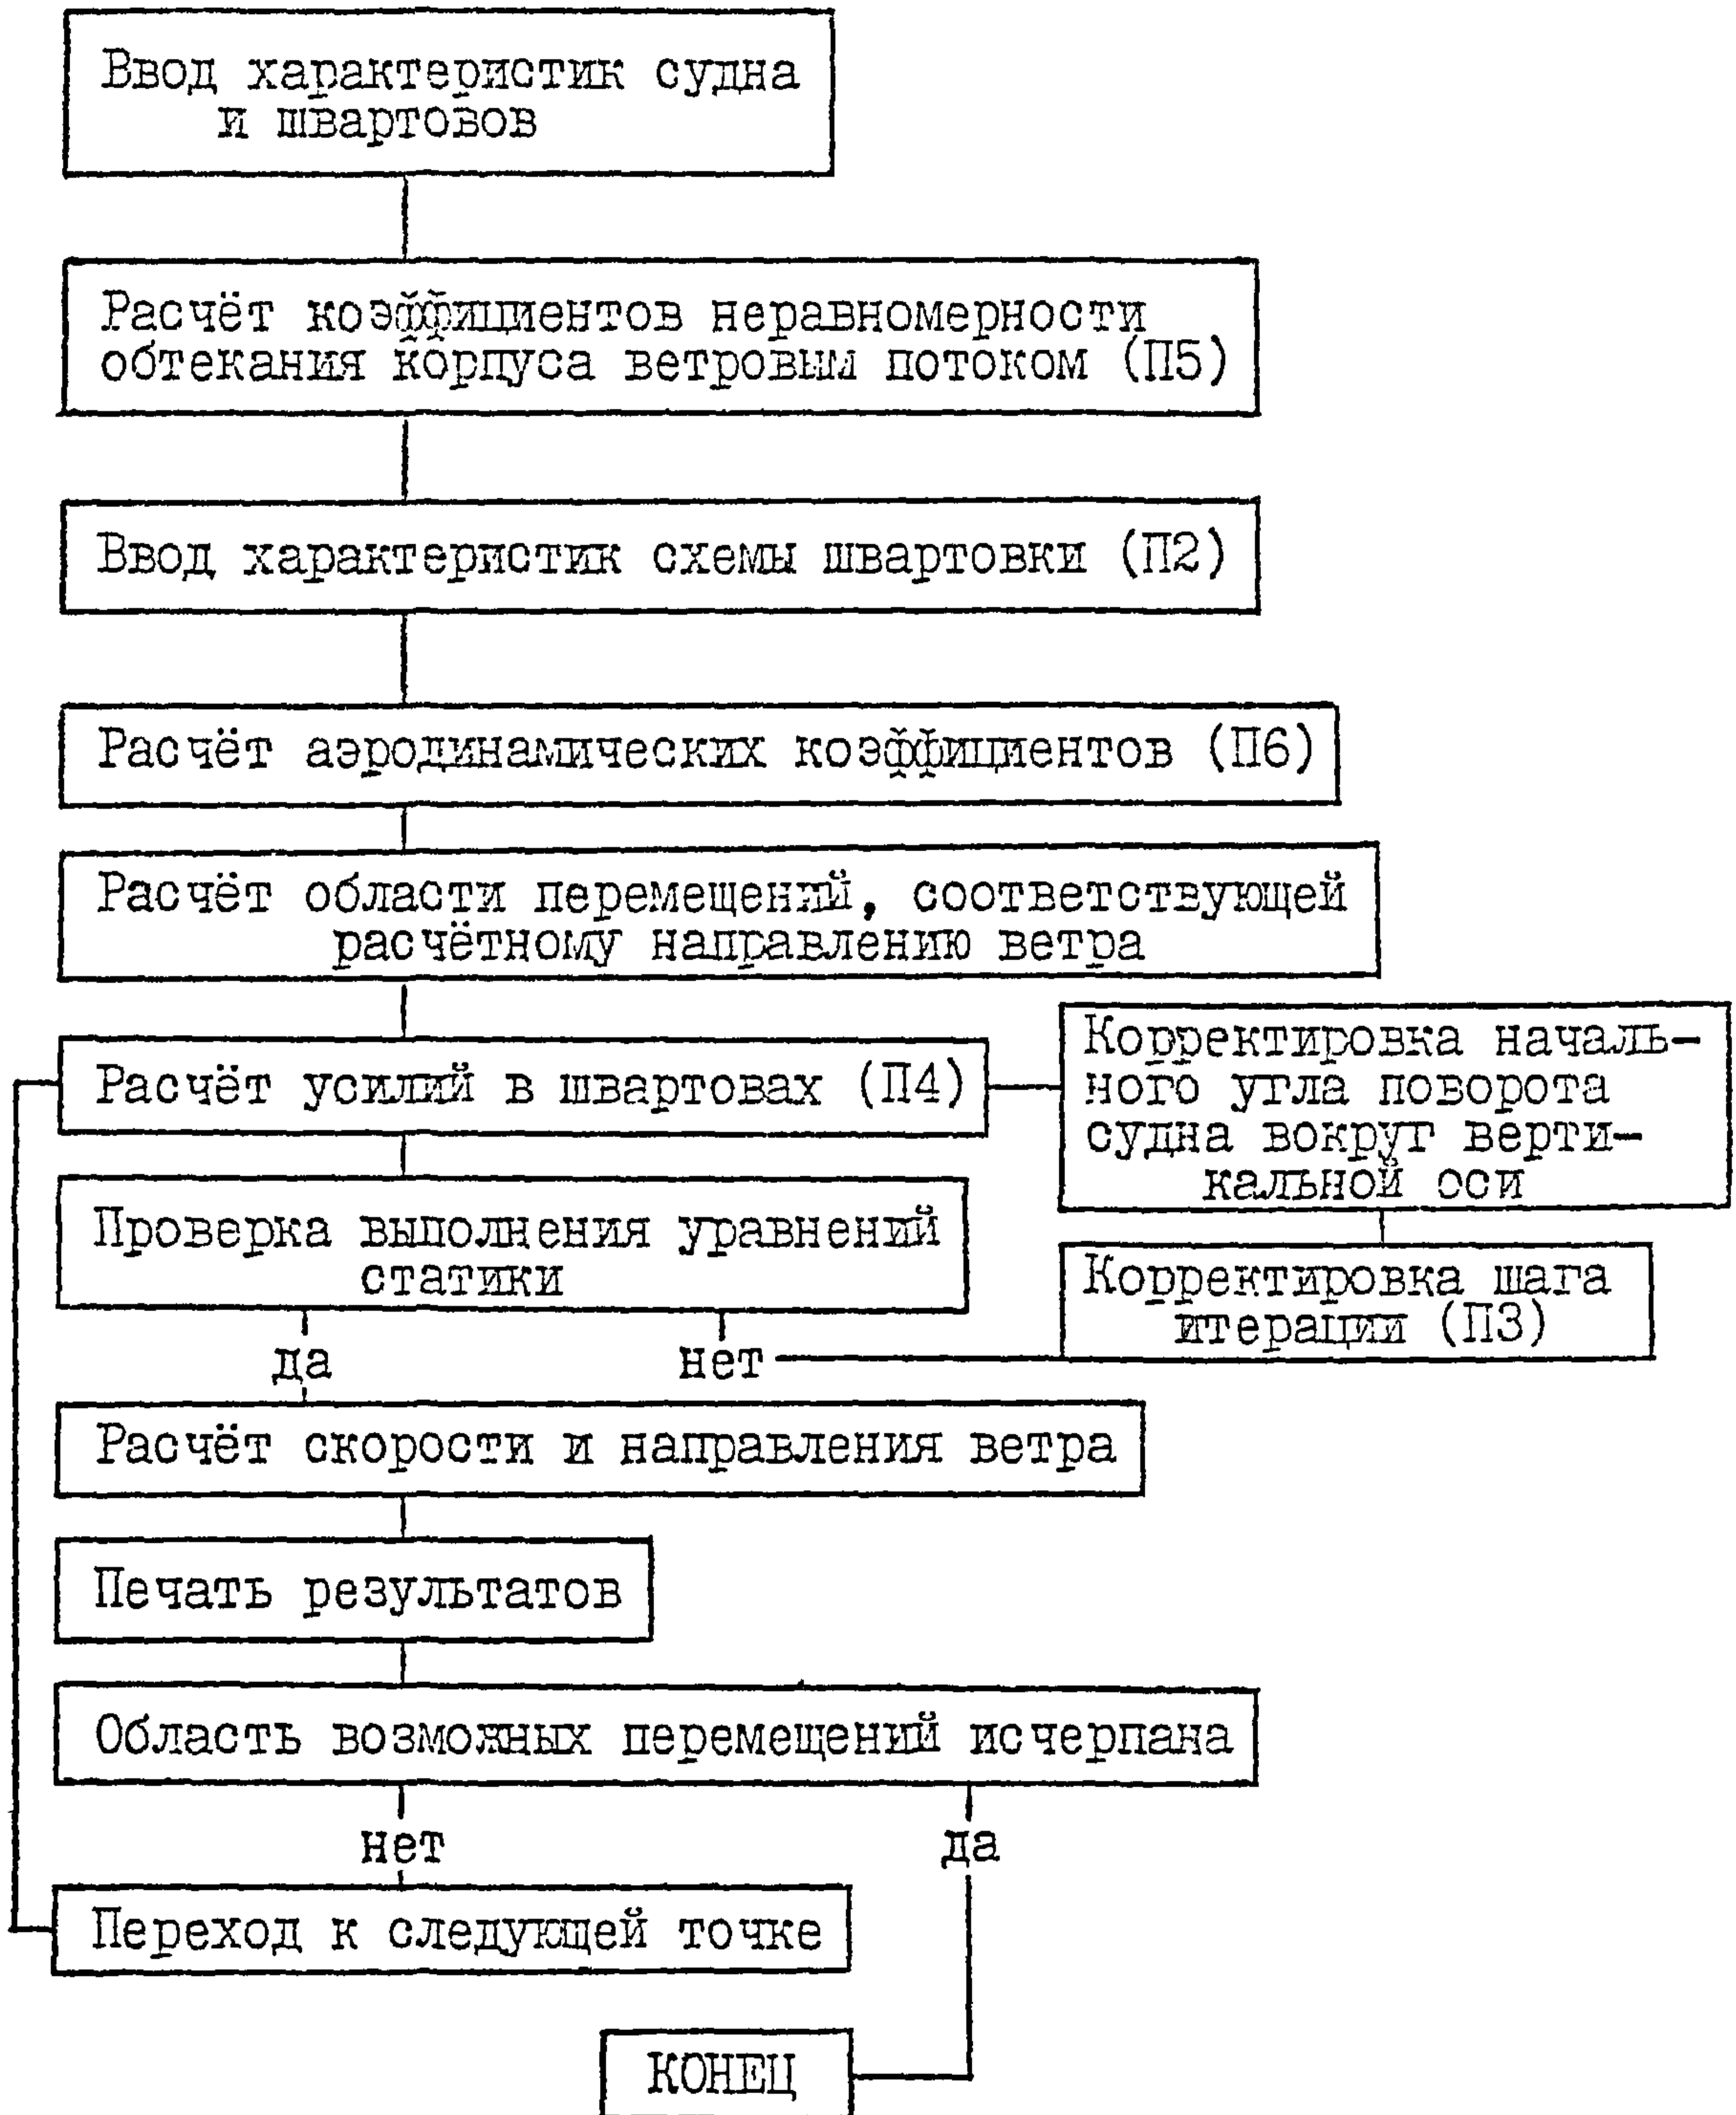 Ввод характеристик судна
и швартовов
Расчёт коэффициентов неравномерности
обтекания корпуса ветровым потоком (П5)
Ввод характеристик схемы швартовки (П2)
Расчёт аэродинамических коэффициентов (П6)
Расчёт области перемещений, соответствующей
расчётному направлению ветра
Расчёт усилий в швартовах (П4)
Корректировка началь-
ного угла поворота
судна вокруг верти-
кальной оси
Проверка выполнения уравнений
статики
Корректировка шага
итерации (П3)
да
нет
Расчёт скорости и направления ветра
Печать результатов
Область возможных перемещений исчерпана
нет
да
Переход к следующей точке
КОНЕЦ